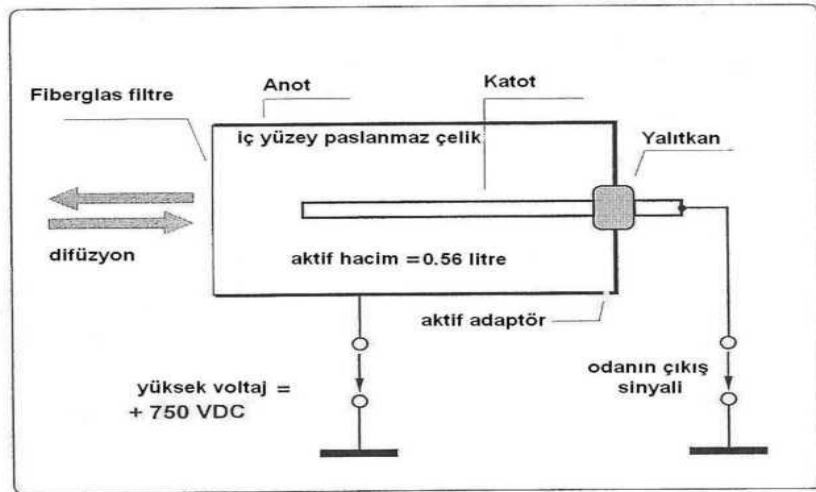 Anot
Katot
Fiberglas filtre
iç yüzey paslanmaz çelik
Yalıtkan
difüzyon
aktif hacim = 0.56 litre
aktif adaptör
yüksek voltaj =
+ 750 VDC
odanın çıkış
sinyali